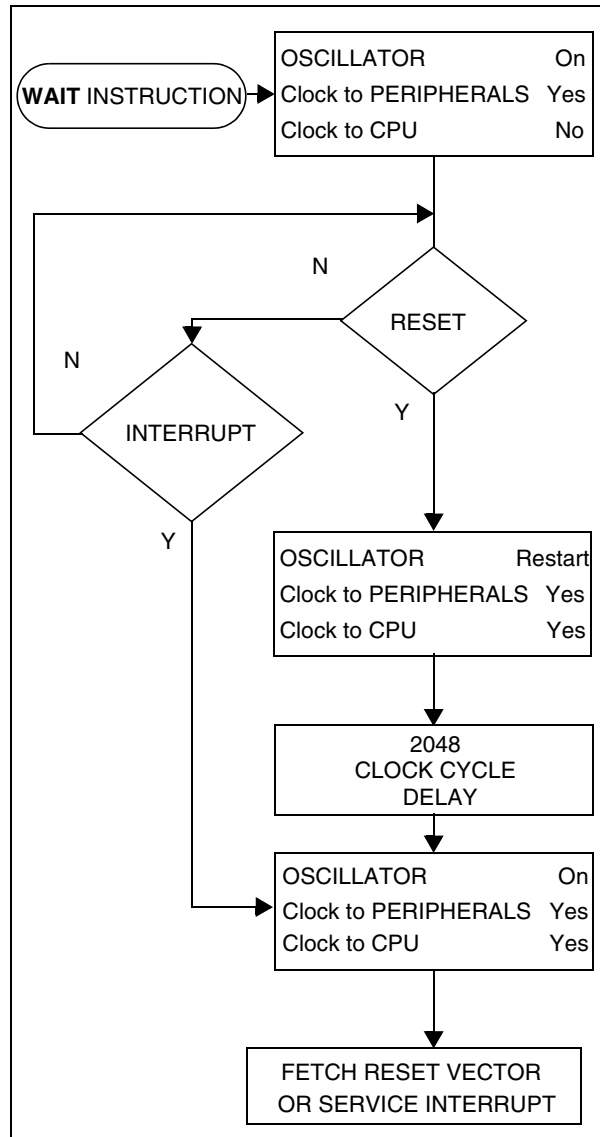 WAIT INSTRUCTION
OSCILLATOR On
Clock to PERIPHERALS Yes
Clock to CPU No
N
RESET
N
INTERRUPT
Y
Y
OSCILLATOR Restart
Clock to PERIPHERALS Yes
Clock to CPU Yes
2048
CLOCK CYCLE
DELAY
OSCILLATOR On
Clock to PERIPHERALS Yes
Clock to CPU Yes
FETCH RESET VECTOR
OR SERVICE INTERRUPT